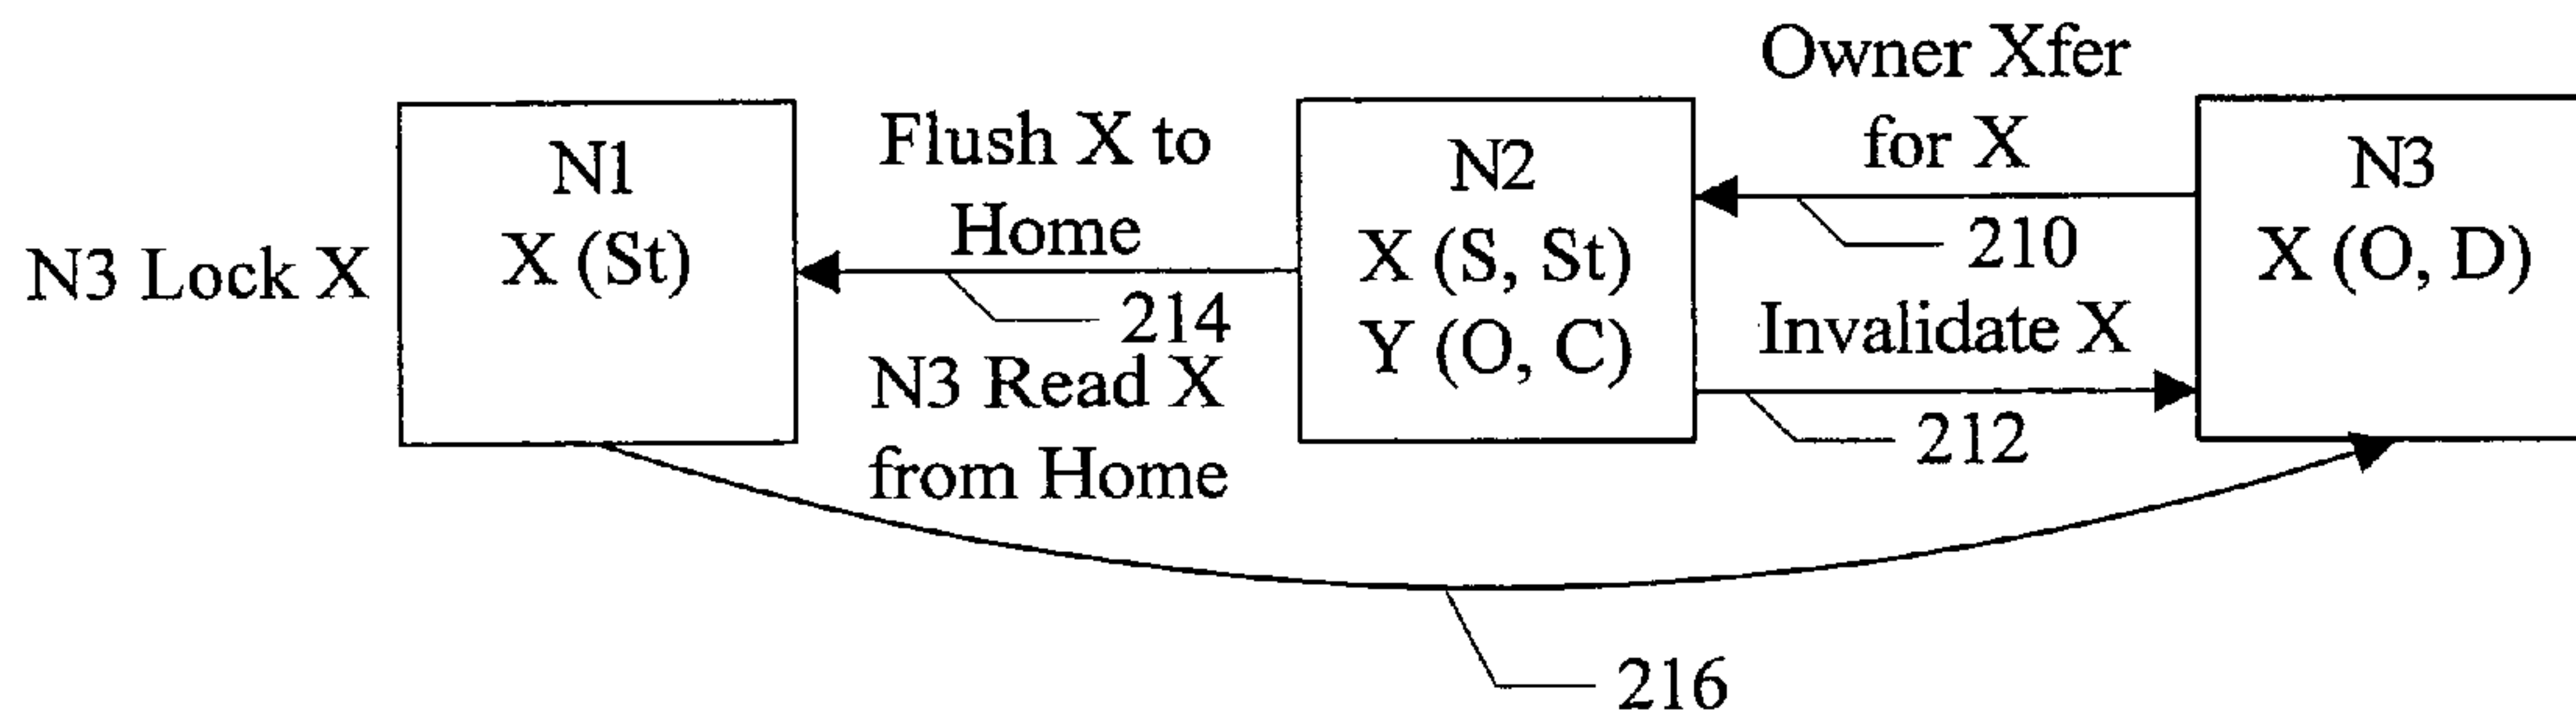 N3 Lock X
N1
X (St)
Flush X to
Home
214
N3 Read X
from Home
N2
X (S, St)
Y (O, C)
Owner Xfer
for X
210
Invalidate X
212
N3
X (O, D)
216